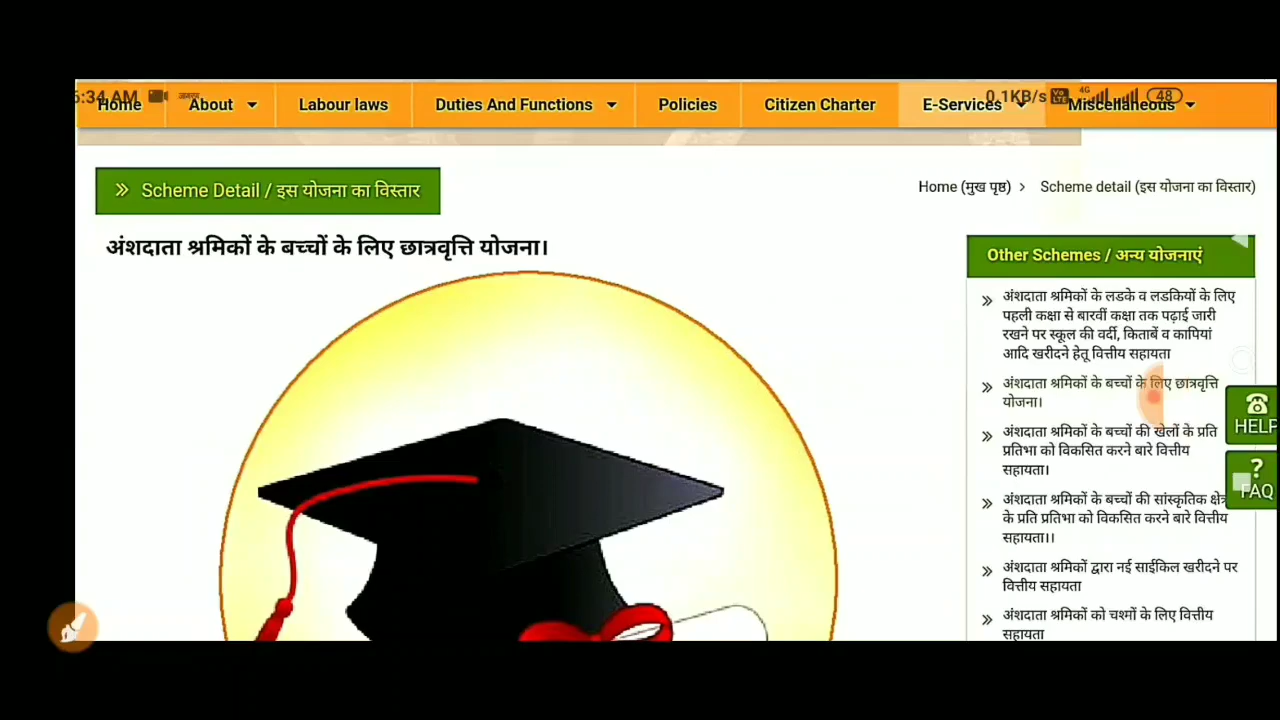 5:34 AM
0.1KB/s Vo LTE 4G 48
Home About Labour laws Duties And Functions Policies Citizen Charter E-Services Miscellaneous
Scheme Detail / इस योजना का विस्तार
Home (मुख पृष्ठ) > Scheme detail (इस योजना का विस्तार)
अंशदाता श्रमिकों के बच्चों के लिए छात्रवृत्ति योजना।
Other Schemes / अन्य योजनाएं
अंशदाता श्रमिकों के लडके व लडकियों के लिए
पहली कक्षा से बारवीं कक्षा तक पढ़ाई जारी
रखने पर स्कूल की वर्दी, किताबें व कापियां
आदि खरीदने हेतू वित्तीय सहायता
अंशदाता श्रमिकों के बच्चों के लिए छात्रवृत्ति
योजना।
अंशदाता श्रमिकों के बच्चों की खेलों के प्रति
प्रतिभा को विकसित करने बारे वित्तीय
सहायता।
अंशदाता श्रमिकों के बच्चों की सांस्कृतिक क्षेत्र
के प्रति प्रतिभा को विकसित करने बारे वित्तीय
सहायता।।
अंशदाता श्रमिकों द्वारा नई साईकिल खरीदने पर
वित्तीय सहायता
अंशदाता श्रमिकों को चश्मों के लिए वित्तीय
सहायता
HELP
?
FAQ